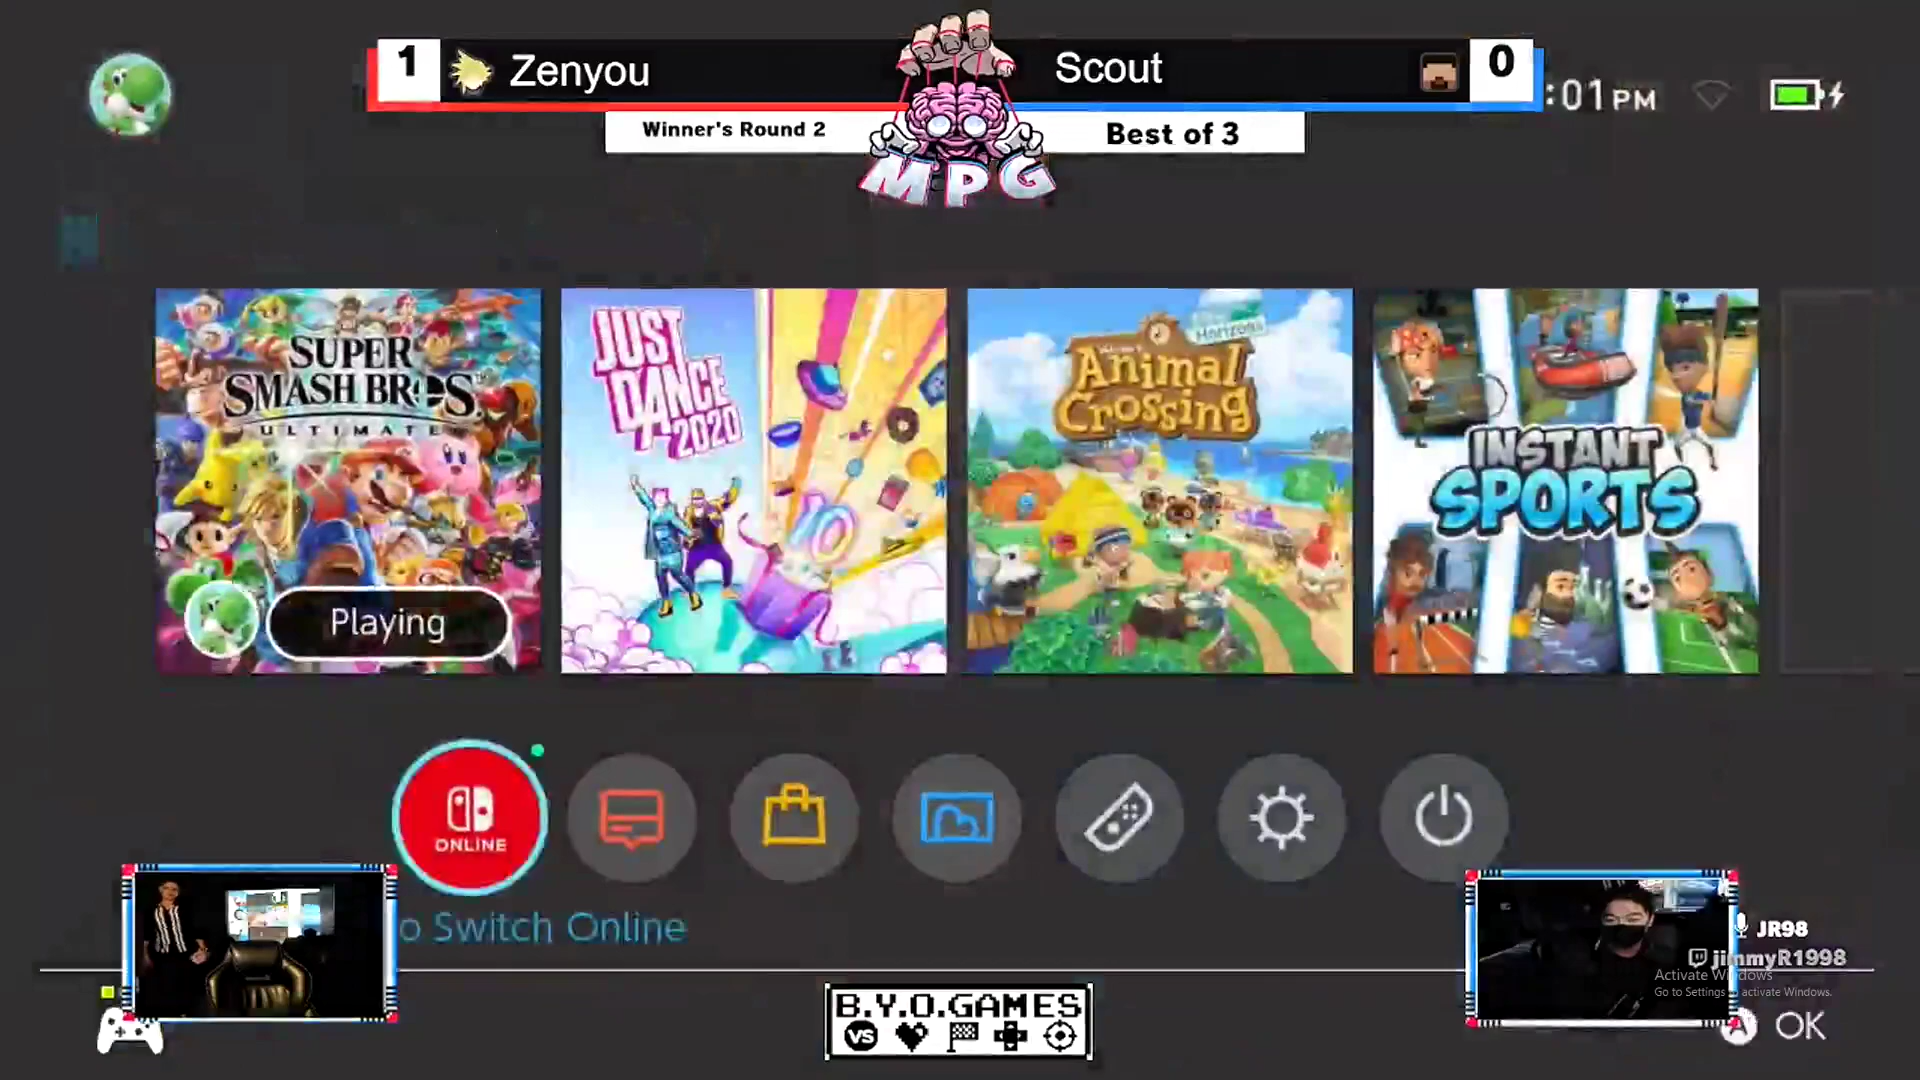 1 Zenyou Scout 0
:01 PM
Winner's Round 2 Best of 3
MPG
SUPER
SMASH BROS.
ULTIMATE
Playing
JUST
DANCE
2020
Horizons
Animal
Crossing
INSTANT
SPORTS
ONLINE
o Switch Online
JR98
jimmyR1998
Activate Windows
Go to Settings to activate Windows.
B.Y.O.GAMES
VS
A OK